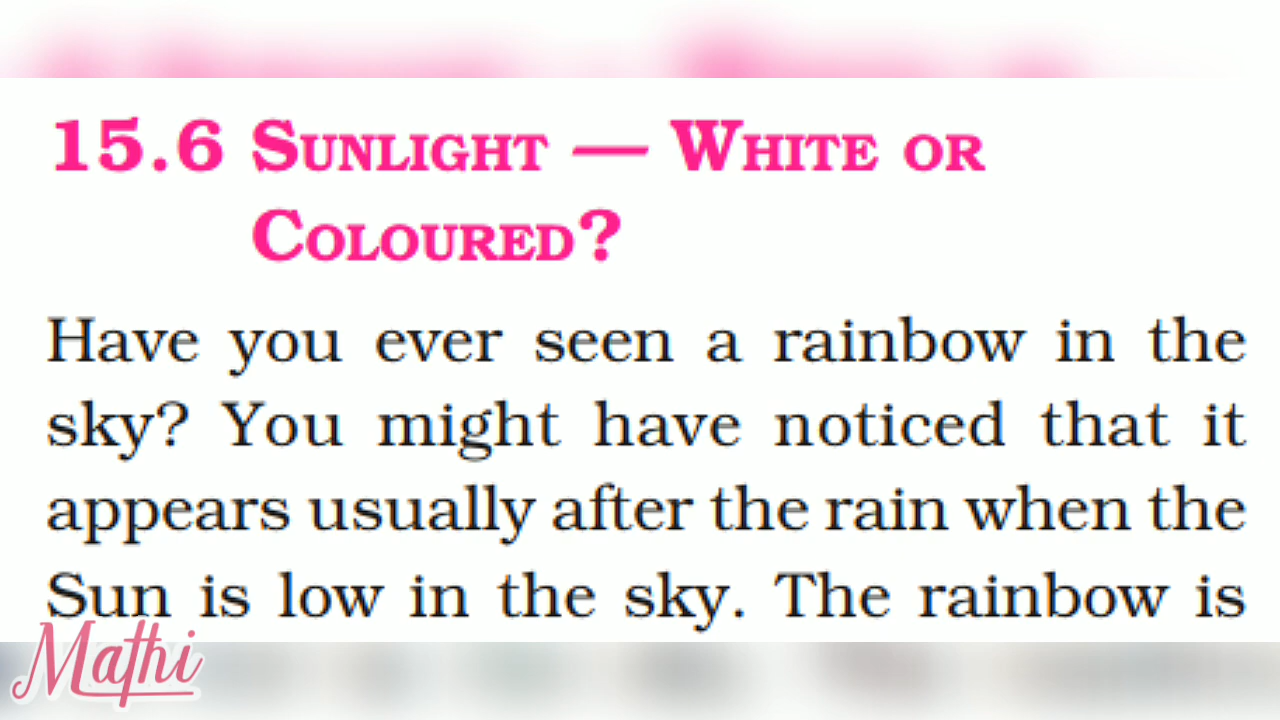 15.6 SUNLIGHT — WHITE OR
COLOURED?
Have you ever seen a rainbow in the
sky? You might have noticed that it
appears usually after the rain when the
Sun is low in the sky. The rainbow is
Mathi